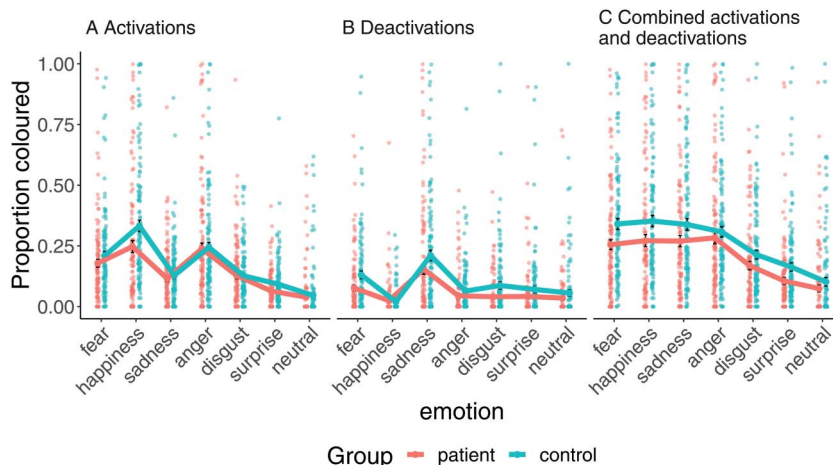 A Activations
B Deactivations
C Combined activations
and deactivations
Proportion coloured
1.00
0.75
0.50
0.25
0.00
fear
happiness
sadness
anger
disgust
surprise
neutral
fear
happiness
sadness
anger
disgust
surprise
neutral
fear
happiness
sadness
anger
disgust
surprise
neutral
emotion
Group patient control